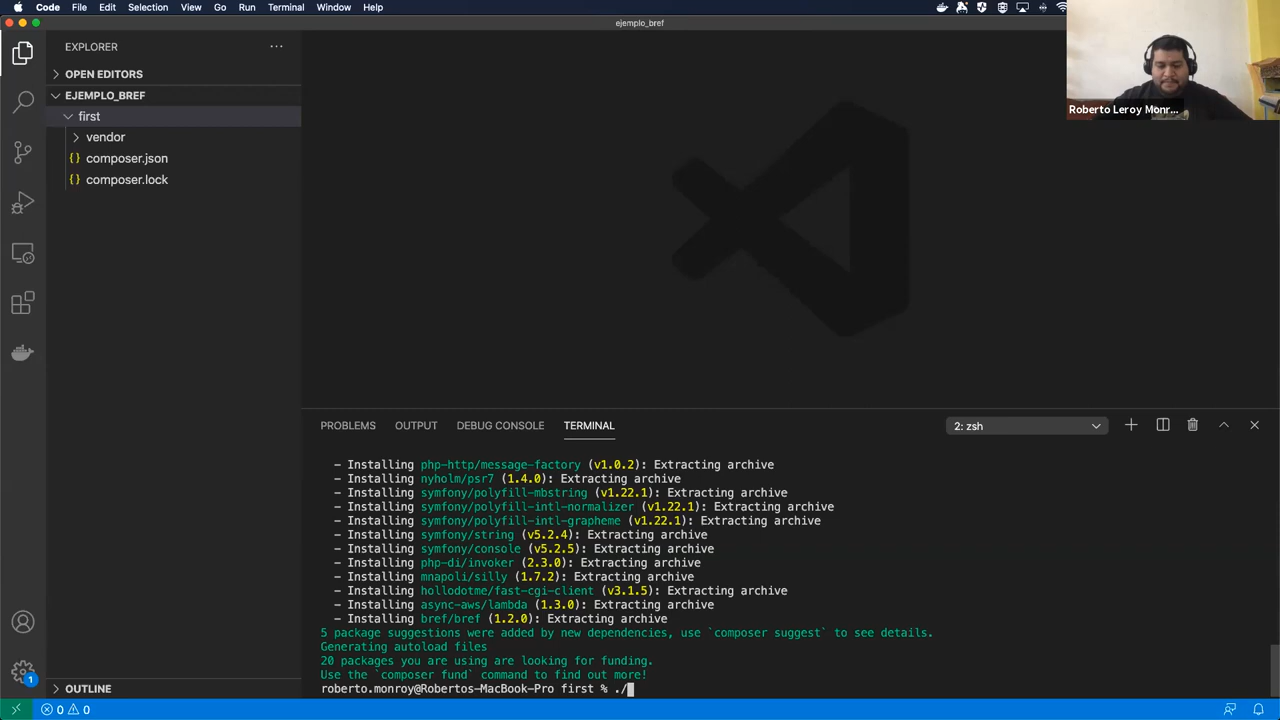 Code File Edit Selection View Go Run Terminal Window Help
ejemplo_bref
EXPLORER
OPEN EDITORS
EJEMPLO_BREF
first
vendor
{} composer.json
{} composer.lock
Roberto Leroy Monr...
PROBLEMS OUTPUT DEBUG CONSOLE TERMINAL
2: zsh
- Installing php-http/message-factory (v1.0.2): Extracting archive
- Installing nyholm/psr7 (1.4.0): Extracting archive
- Installing symfony/polyfill-mbstring (v1.22.1): Extracting archive
- Installing symfony/polyfill-intl-normalizer (v1.22.1): Extracting archive
- Installing symfony/polyfill-intl-grapheme (v1.22.1): Extracting archive
- Installing symfony/string (v5.2.4): Extracting archive
- Installing symfony/console (v5.2.5): Extracting archive
- Installing php-di/invoker (2.3.0): Extracting archive
- Installing mnapoli/silly (1.7.2): Extracting archive
- Installing hollodotme/fast-cgi-client (v3.1.5): Extracting archive
- Installing async-aws/lambda (1.3.0): Extracting archive
- Installing bref/bref (1.2.0): Extracting archive
5 package suggestions were added by new dependencies, use `composer suggest` to see details.
Generating autoload files
20 packages you are using are looking for funding.
Use the `composer fund` command to find out more!
roberto.monroy@Robertos-MacBook-Pro first % ./
OUTLINE
1
0 0